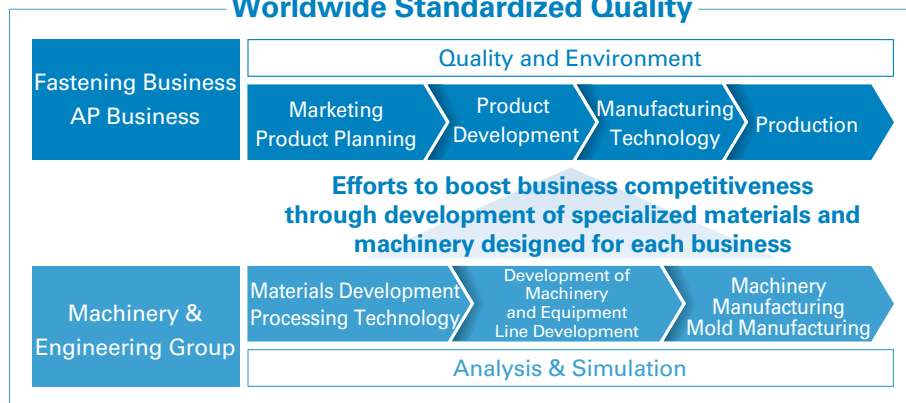 Worldwide Standardized Quality
Fastening Business
AP Business
Quality and Environment
Marketing
Product Planning
Product
Development
Manufacturing
Technology
Production
Efforts to boost business competitiveness
through development of specialized materials and
machinery designed for each business
Machinery &
Engineering Group
Materials Development
Processing Technology
Development of
Machinery
and Equipment
Line Development
Machinery
Manufacturing
Mold Manufacturing
Analysis & Simulation